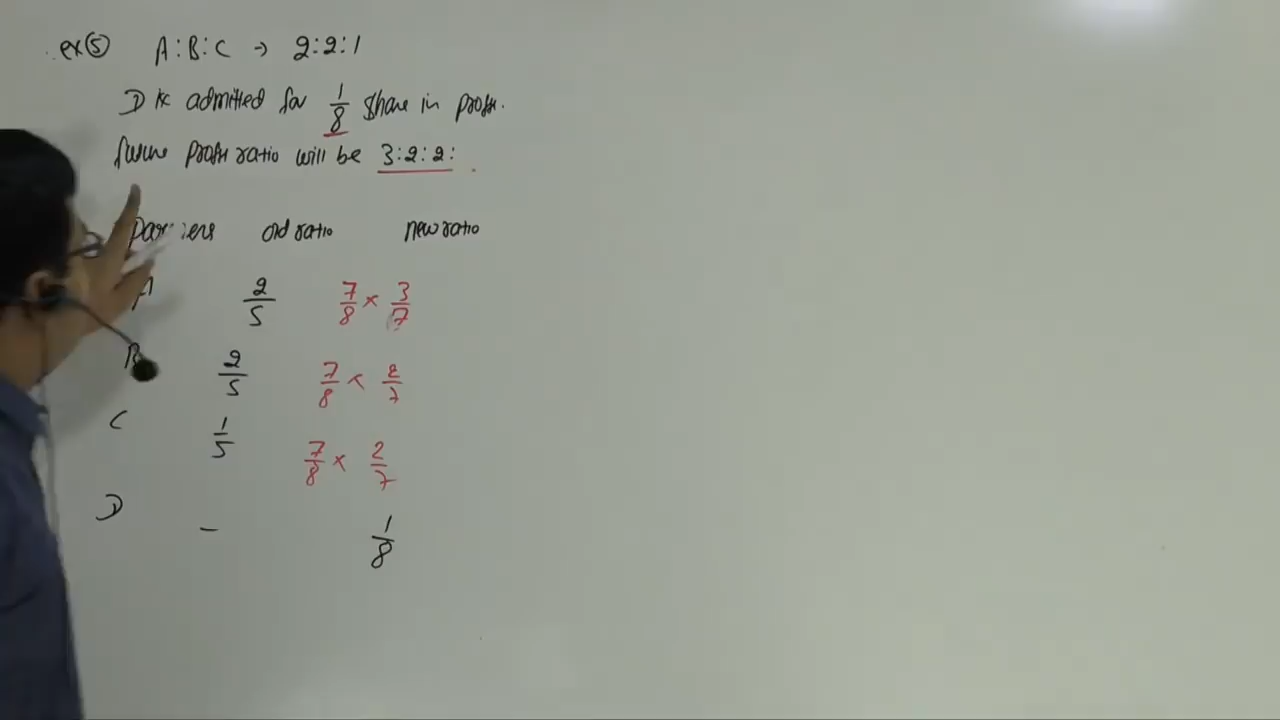 ex(5) A:B:C → 2:2:1
D is admitted for 1/8 share in profit.
future profit ratio will be 3:2:2:
Partners old ratio new ratio
A 2/5 7/8 × 3/7
B 2/5 7/8 × 2/7
C 1/5 7/8 × 2/7
D – 1/8